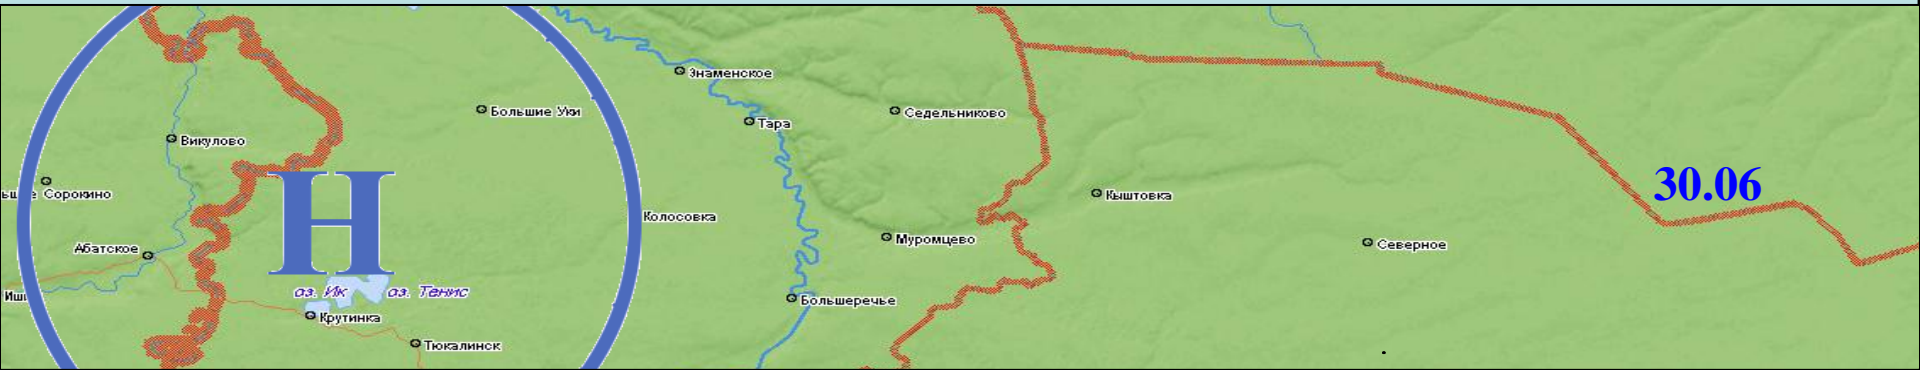 Знаменское
Большие Уки
Седельниково
Тара
Викулово
30.06
Сорокино
Н
Кыштовка
Колосовка
Муромцево
Северное
Абатское
оз. Ик
оз. Тенис
Большеречье
Крутинка
Тюкалинск